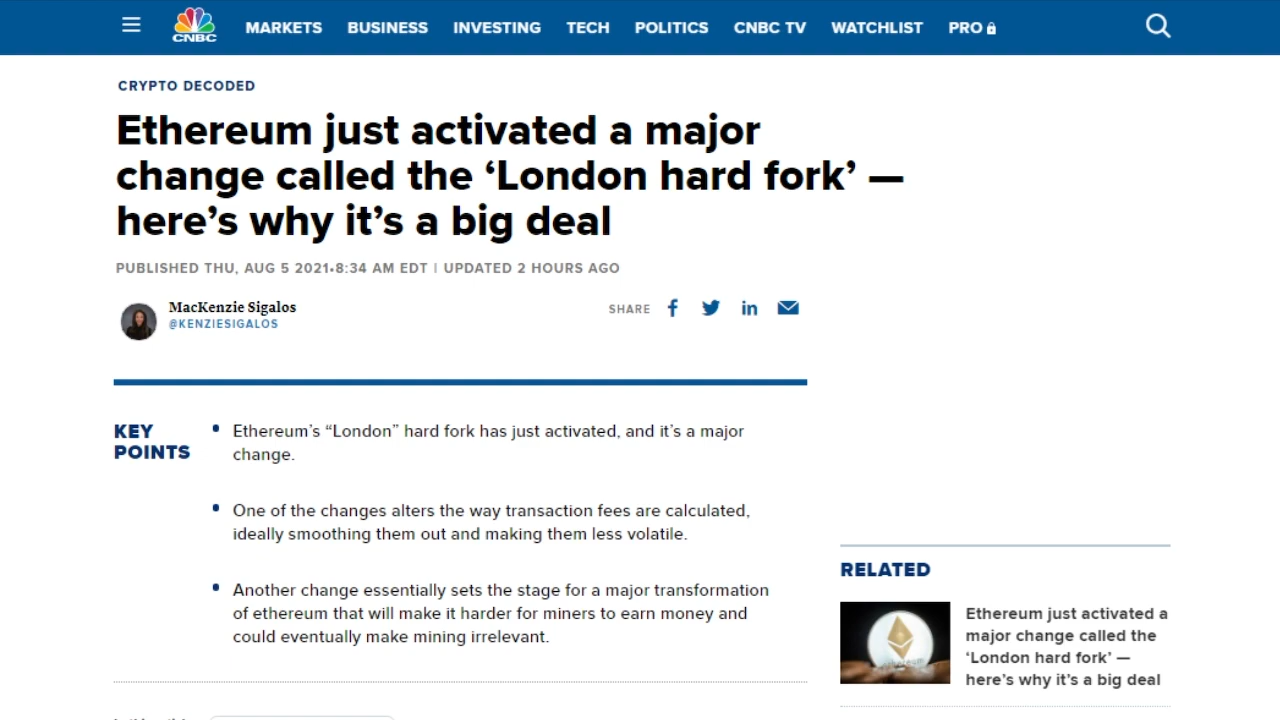 CNBC
MARKETS BUSINESS INVESTING TECH POLITICS CNBC TV WATCHLIST PRO
CRYPTO DECODED
Ethereum just activated a major
change called the ‘London hard fork’ —
here’s why it’s a big deal
PUBLISHED THU, AUG 5 2021•8:34 AM EDT | UPDATED 2 HOURS AGO
MacKenzie Sigalos
@KENZIESIGALOS
SHARE
KEY
POINTS
Ethereum’s “London” hard fork has just activated, and it’s a major
change.
One of the changes alters the way transaction fees are calculated,
ideally smoothing them out and making them less volatile.
Another change essentially sets the stage for a major transformation
of ethereum that will make it harder for miners to earn money and
could eventually make mining irrelevant.
RELATED
Ethereum just activated a
major change called the
‘London hard fork’ —
here’s why it’s a big deal